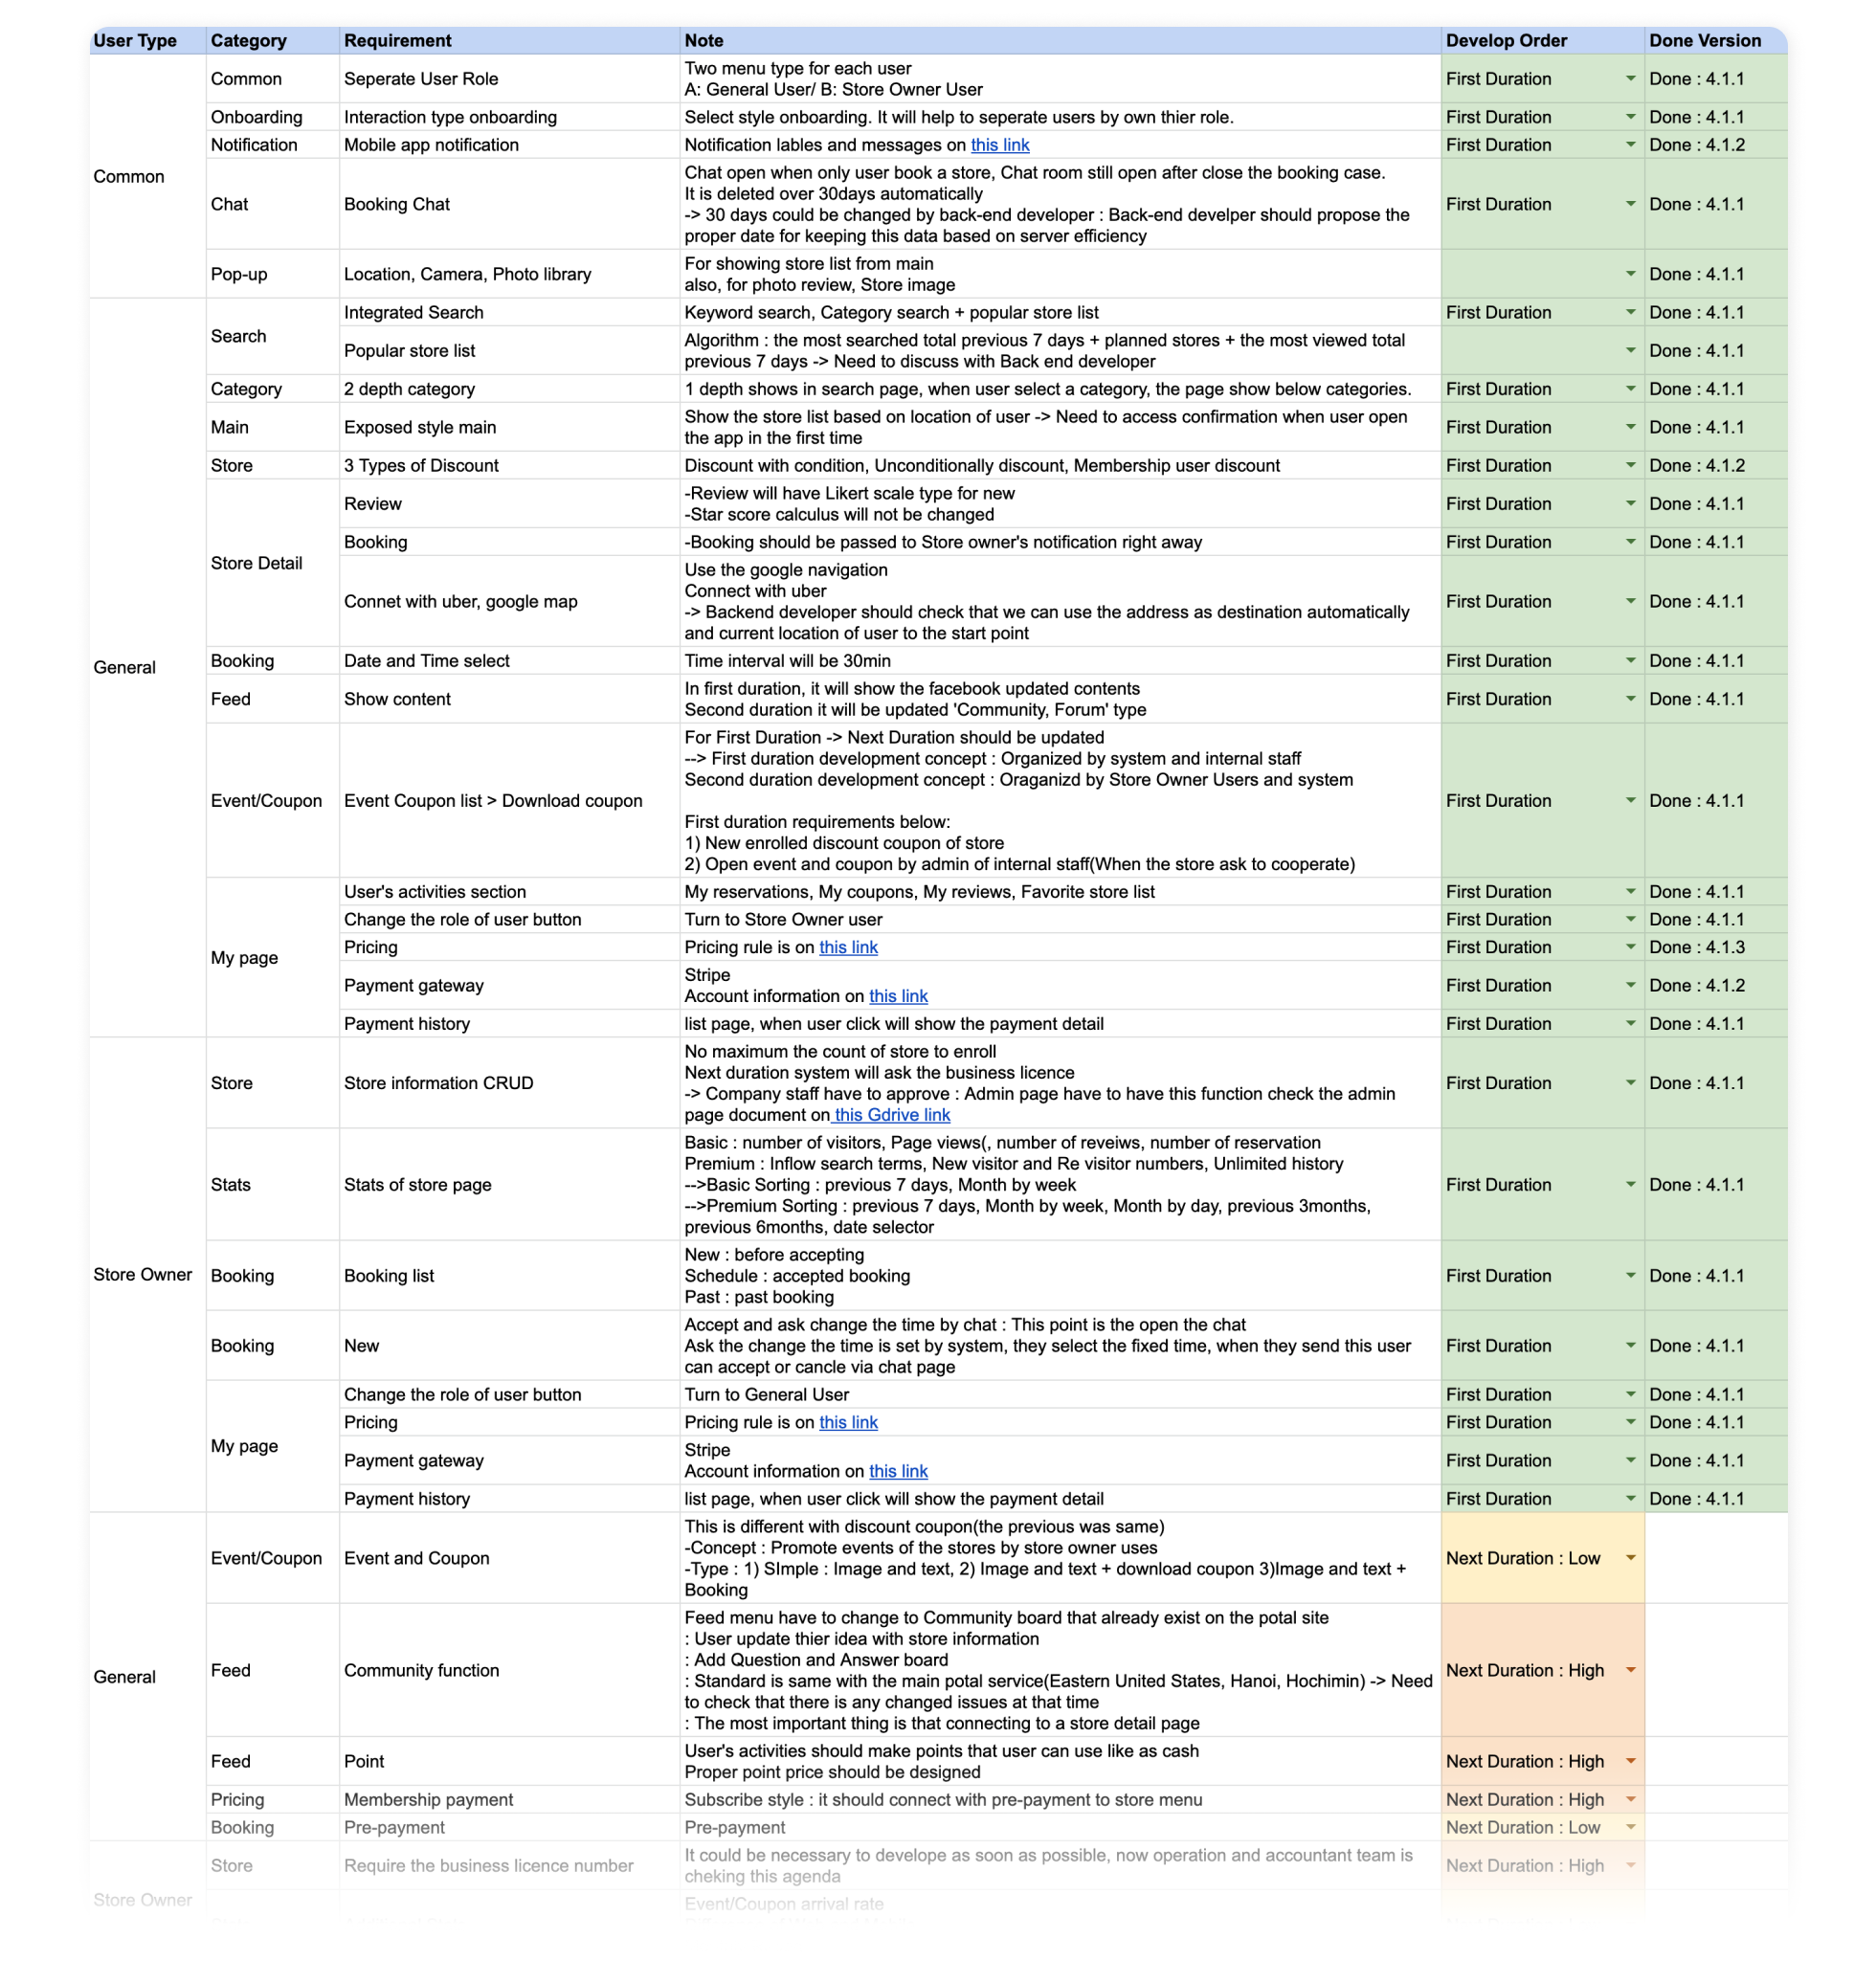 User Type Category Requirement Note Develop Order Done Version
Common
Common Seperate User Role
Two menu type for each user
A: General User/ B: Store Owner User
First Duration Done : 4.1.1
Onboarding Interaction type onboarding Select style onboarding. It will help to seperate users by own thier role. First Duration Done : 4.1.1
Notification Mobile app notification Notification lables and messages on this link First Duration Done : 4.1.2
Chat Booking Chat
Chat open when only user book a store, Chat room still open after close the booking case.
It is deleted over 30days automatically
-> 30 days could be changed by back-end developer : Back-end develper should propose the
proper date for keeping this data based on server efficiency
First Duration Done : 4.1.1
Pop-up Location, Camera, Photo library
For showing store list from main
also, for photo review, Store image
Done : 4.1.1
General
Search
Integrated Search Keyword search, Category search + popular store list First Duration Done : 4.1.1
Popular store list
Algorithm : the most searched total previous 7 days + planned stores + the most viewed total
previous 7 days -> Need to discuss with Back end developer
Done : 4.1.1
Category 2 depth category 1 depth shows in search page, when user select a category, the page show below categories. First Duration Done : 4.1.1
Main Exposed style main
Show the store list based on location of user -> Need to access confirmation when user open
the app in the first time
First Duration Done : 4.1.1
Store 3 Types of Discount Discount with condition, Unconditionally discount, Membership user discount First Duration Done : 4.1.2
Store Detail
Review
-Review will have Likert scale type for new
-Star score calculus will not be changed
First Duration Done : 4.1.1
Booking -Booking should be passed to Store owner's notification right away First Duration Done : 4.1.1
Connet with uber, google map
Use the google navigation
Connect with uber
-> Backend developer should check that we can use the address as destination automatically
and current location of user to the start point
First Duration Done : 4.1.1
Booking Date and Time select Time interval will be 30min First Duration Done : 4.1.1
Feed Show content
In first duration, it will show the facebook updated contents
Second duration it will be updated 'Community, Forum' type
First Duration Done : 4.1.1
Event/Coupon Event Coupon list > Download coupon
For First Duration -> Next Duration should be updated
--> First duration development concept : Organized by system and internal staff
Second duration development concept : Oraganizd by Store Owner Users and system
First duration requirements below:
1) New enrolled discount coupon of store
2) Open event and coupon by admin of internal staff(When the store ask to cooperate)
First Duration Done : 4.1.1
My page
User's activities section My reservations, My coupons, My reviews, Favorite store list First Duration Done : 4.1.1
Change the role of user button Turn to Store Owner user First Duration Done : 4.1.1
Pricing Pricing rule is on this link First Duration Done : 4.1.3
Payment gateway
Stripe
Account information on this link
First Duration Done : 4.1.2
Payment history list page, when user click will show the payment detail First Duration Done : 4.1.1
Store Owner
Store Store information CRUD
No maximum the count of store to enroll
Next duration system will ask the business licence
-> Company staff have to approve : Admin page have to have this function check the admin
page document on this Gdrive link
First Duration Done : 4.1.1
Stats Stats of store page
Basic : number of visitors, Page views(, number of reveiws, number of reservation
Premium : Inflow search terms, New visitor and Re visitor numbers, Unlimited history
-->Basic Sorting : previous 7 days, Month by week
-->Premium Sorting : previous 7 days, Month by week, Month by day, previous 3months,
previous 6months, date selector
First Duration Done : 4.1.1
Booking Booking list
New : before accepting
Schedule : accepted booking
Past : past booking
First Duration Done : 4.1.1
Booking New
Accept and ask change the time by chat : This point is the open the chat
Ask the change the time is set by system, they select the fixed time, when they send this user
can accept or cancle via chat page
First Duration Done : 4.1.1
My page
Change the role of user button Turn to General User First Duration Done : 4.1.1
Pricing Pricing rule is on this link First Duration Done : 4.1.1
Payment gateway
Stripe
Account information on this link
First Duration Done : 4.1.1
Payment history list page, when user click will show the payment detail First Duration Done : 4.1.1
General
Event/Coupon Event and Coupon
This is different with discount coupon(the previous was same)
-Concept : Promote events of the stores by store owner uses
-Type : 1) SImple : Image and text, 2) Image and text + download coupon 3)Image and text +
Booking
Next Duration : Low
Feed Community function
Feed menu have to change to Community board that already exist on the potal site
: User update thier idea with store information
: Add Question and Answer board
: Standard is same with the main potal service(Eastern United States, Hanoi, Hochimin) -> Need
to check that there is any changed issues at that time
: The most important thing is that connecting to a store detail page
Next Duration : High
Feed Point
User's activities should make points that user can use like as cash
Proper point price should be designed
Next Duration : High
Pricing Membership payment Subscribe style : it should connect with pre-payment to store menu Next Duration : High
Booking Pre-payment Pre-payment Next Duration : Low
Store Owner
Store Require the business licence number
It could be necessary to develope as soon as possible, now operation and accountant team is
cheking this agenda
Next Duration : High
Event/Coupon arrival rate